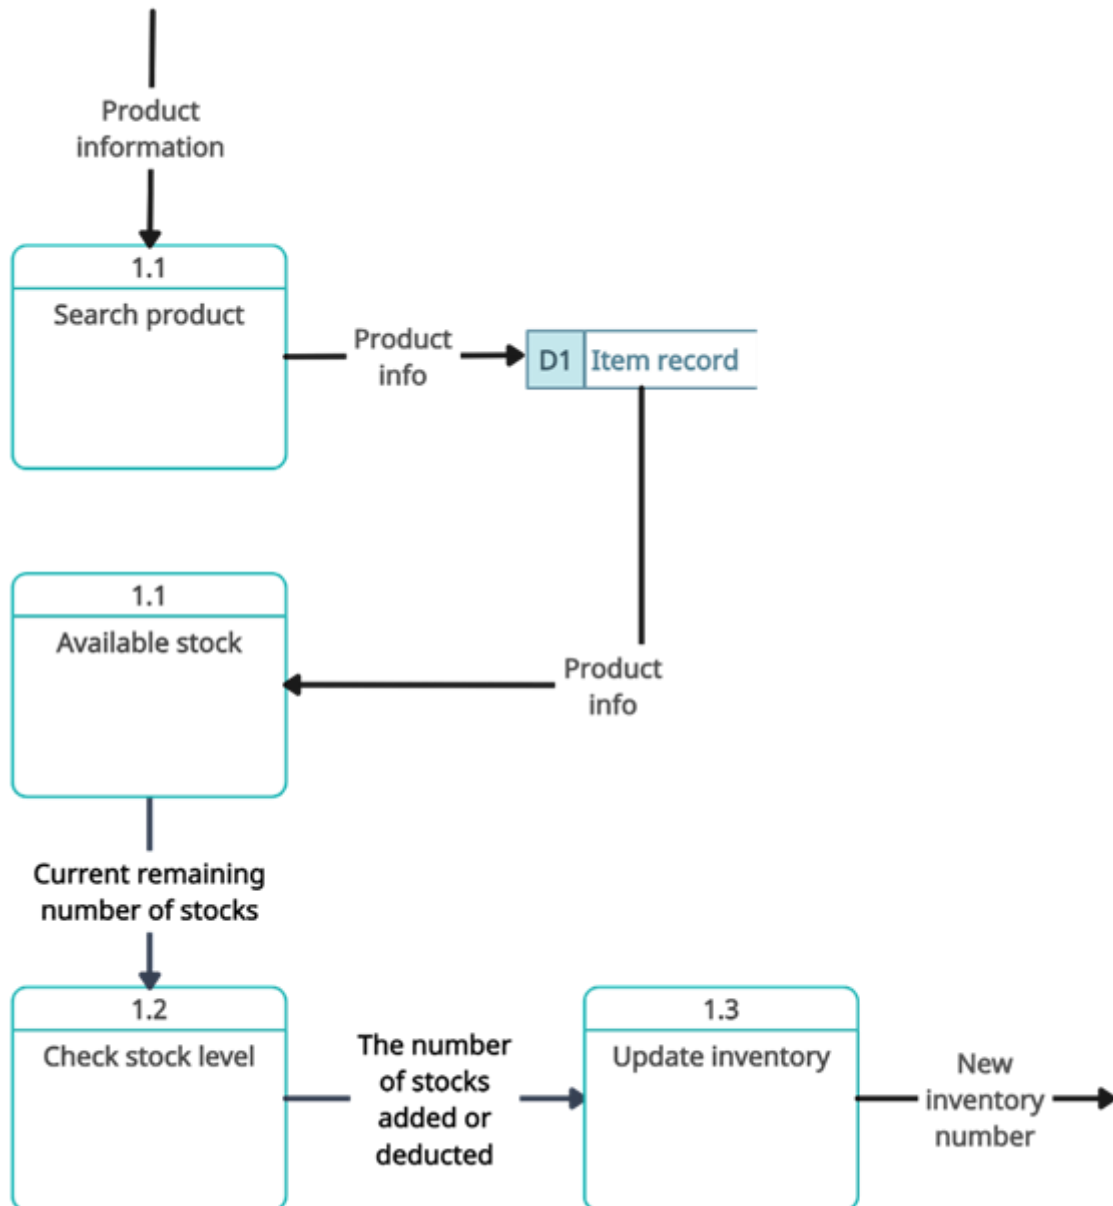 Product
information
1.1
Search product
Product
info
D1 Item record
1.1
Available stock
Product
info
Current remaining
number of stocks
1.2
Check stock level
The number
of stocks
added or
deducted
1.3
Update inventory
New
inventory
number